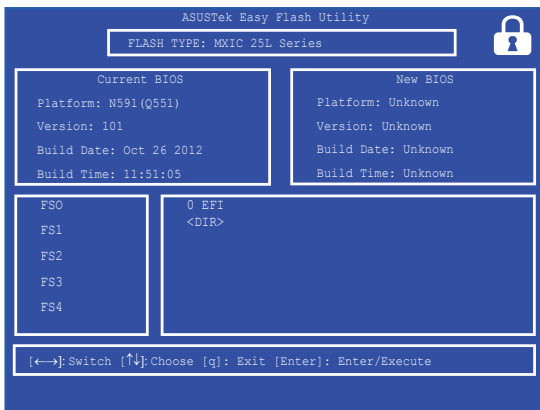 ASUSTek Easy Flash Utility
FLASH TYPE: MXIC 25L Series
Current BIOS
Platform: N591(Q551)
Version: 101
Build Date: Oct 26 2012
Build Time: 11:51:05
New BIOS
Platform: Unknown
Version: Unknown
Build Date: Unknown
Build Time: Unknown
FSO
FS1
FS2
FS3
FS4
0 EFI
<DIR>
[←→]: Switch [↑↓]: Choose [q]: Exit [Enter]: Enter/Execute